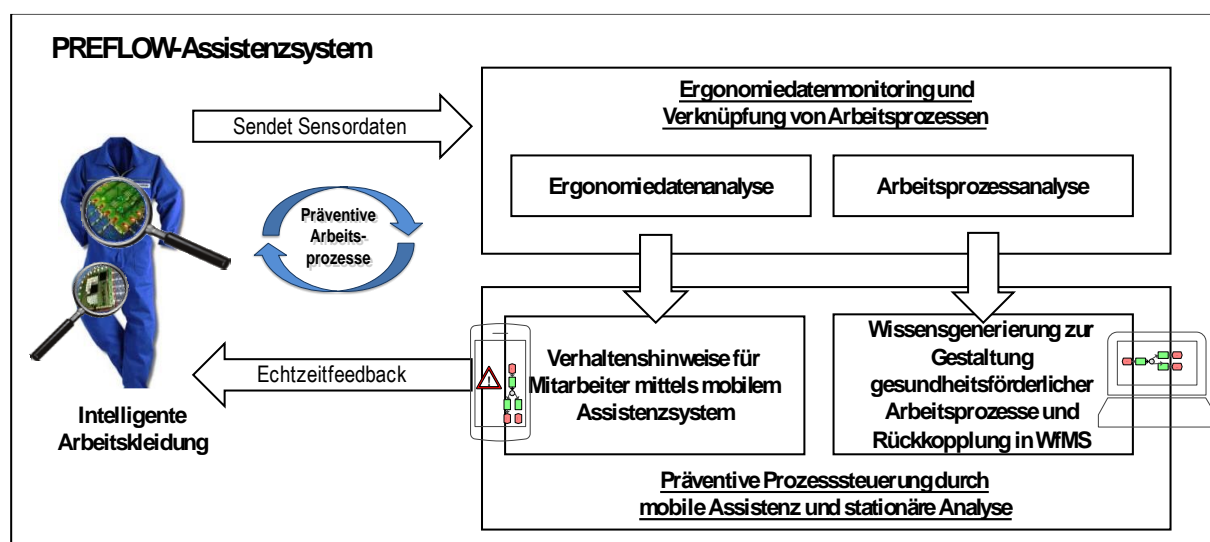 PREFLOW-Assistenzsystem
Ergonomiedatenmonitoring und
Verknüpfung von Arbeitsprozessen
Sendet Sensordaten
Ergonomiedatenanalyse
Arbeitsprozessanalyse
Präventive
Arbeits-
prozesse
Echtzeitfeedback
Verhaltenshinweise für
Mitarbeiter mittels mobilem
Assistenzsystem
Wissensgenerierung zur
Gestaltung
gesundheitsförderlicher
Arbeitsprozesse und
Rückkopplung in WfMS
Intelligente
Arbeitskleidung
Präventive Prozesssteuerung durch
mobile Assistenz und stationäre Analyse